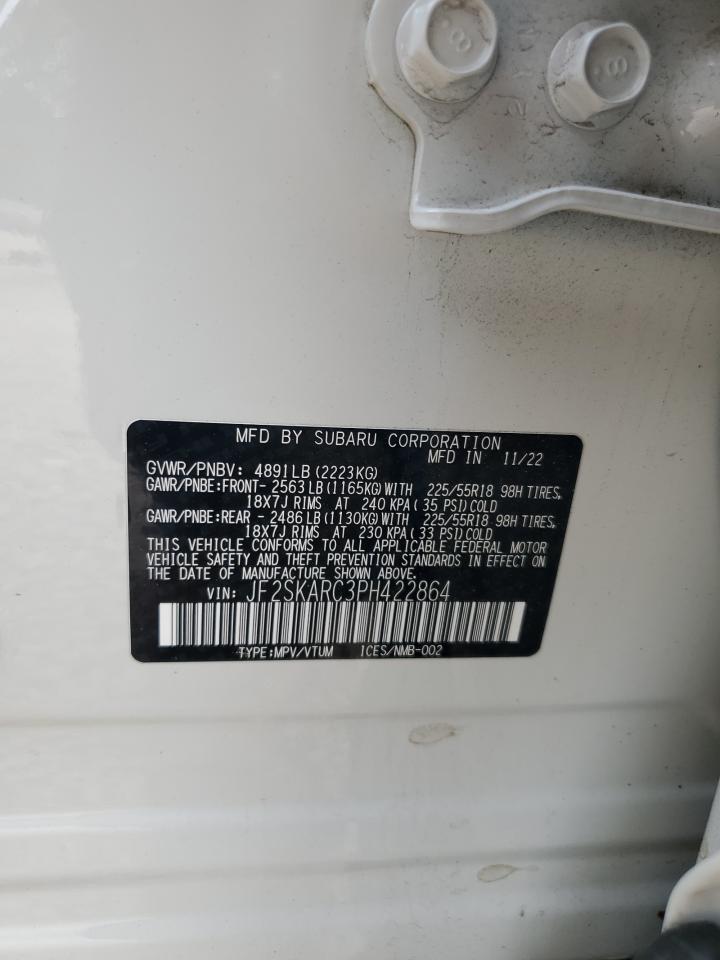 8
8
MFD BY SUBARU CORPORATION
MFD IN 11/22
GVWR/PNBV: 4891LB(2223KG)
GAWR/PNBE:FRONT- 2563LB(1165KG)WITH 225/55R18 98H TIRES,
18X7J RIMS AT 240 KPA(35 PSI)COLD
GAWR/PNBE:REAR - 2486LB(1130KG)WITH 225/55R18 98H TIRES,
18X7J RIMS AT 230 KPA(33 PSI)COLD
THIS VEHICLE CONFORMS TO ALL APPLICABLE FEDERAL MOTOR
VEHICLE SAFETY AND THEFT PREVENTION STANDARDS IN EFFECT ON
THE DATE OF MANUFACTURE SHOWN ABOVE.
VIN: JF2SKARC3PH422864
TYPE:MPV/VTUM ICES/NMB-002